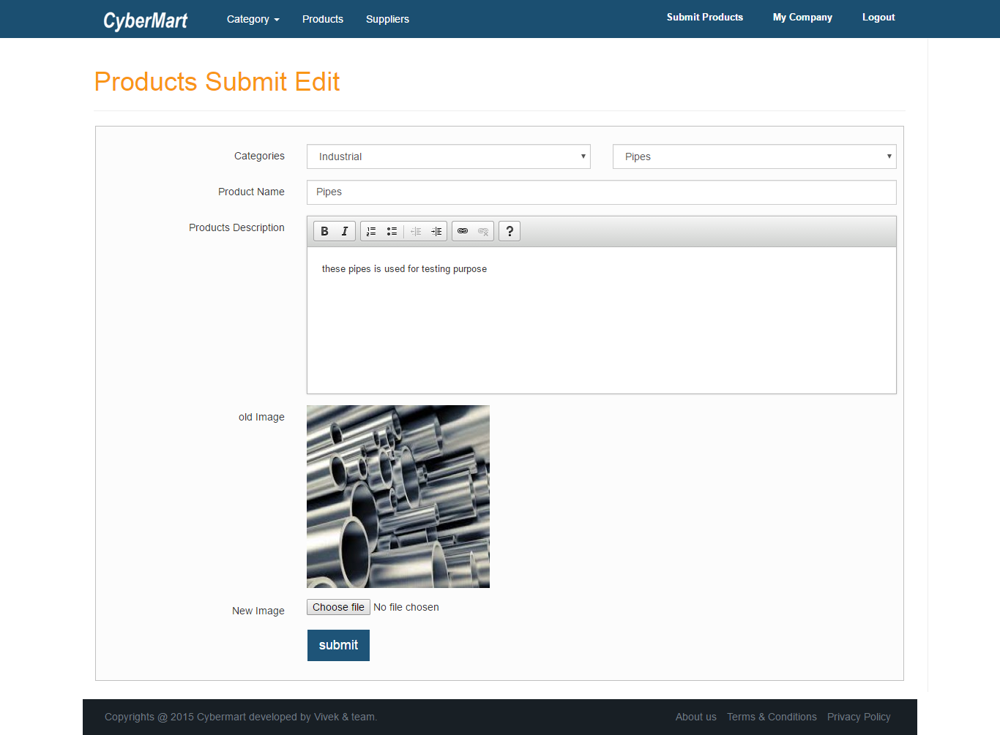 CyberMart Category Products Suppliers Submit Products My Company Logout
Products Submit Edit
Categories Industrial Pipes
Product Name Pipes
Products Description B I ?
these pipes is used for testing purpose
old Image
New Image Choose file No file chosen
submit
Copyrights @ 2015 Cybermart developed by Vivek & team. About us Terms & Conditions Privacy Policy